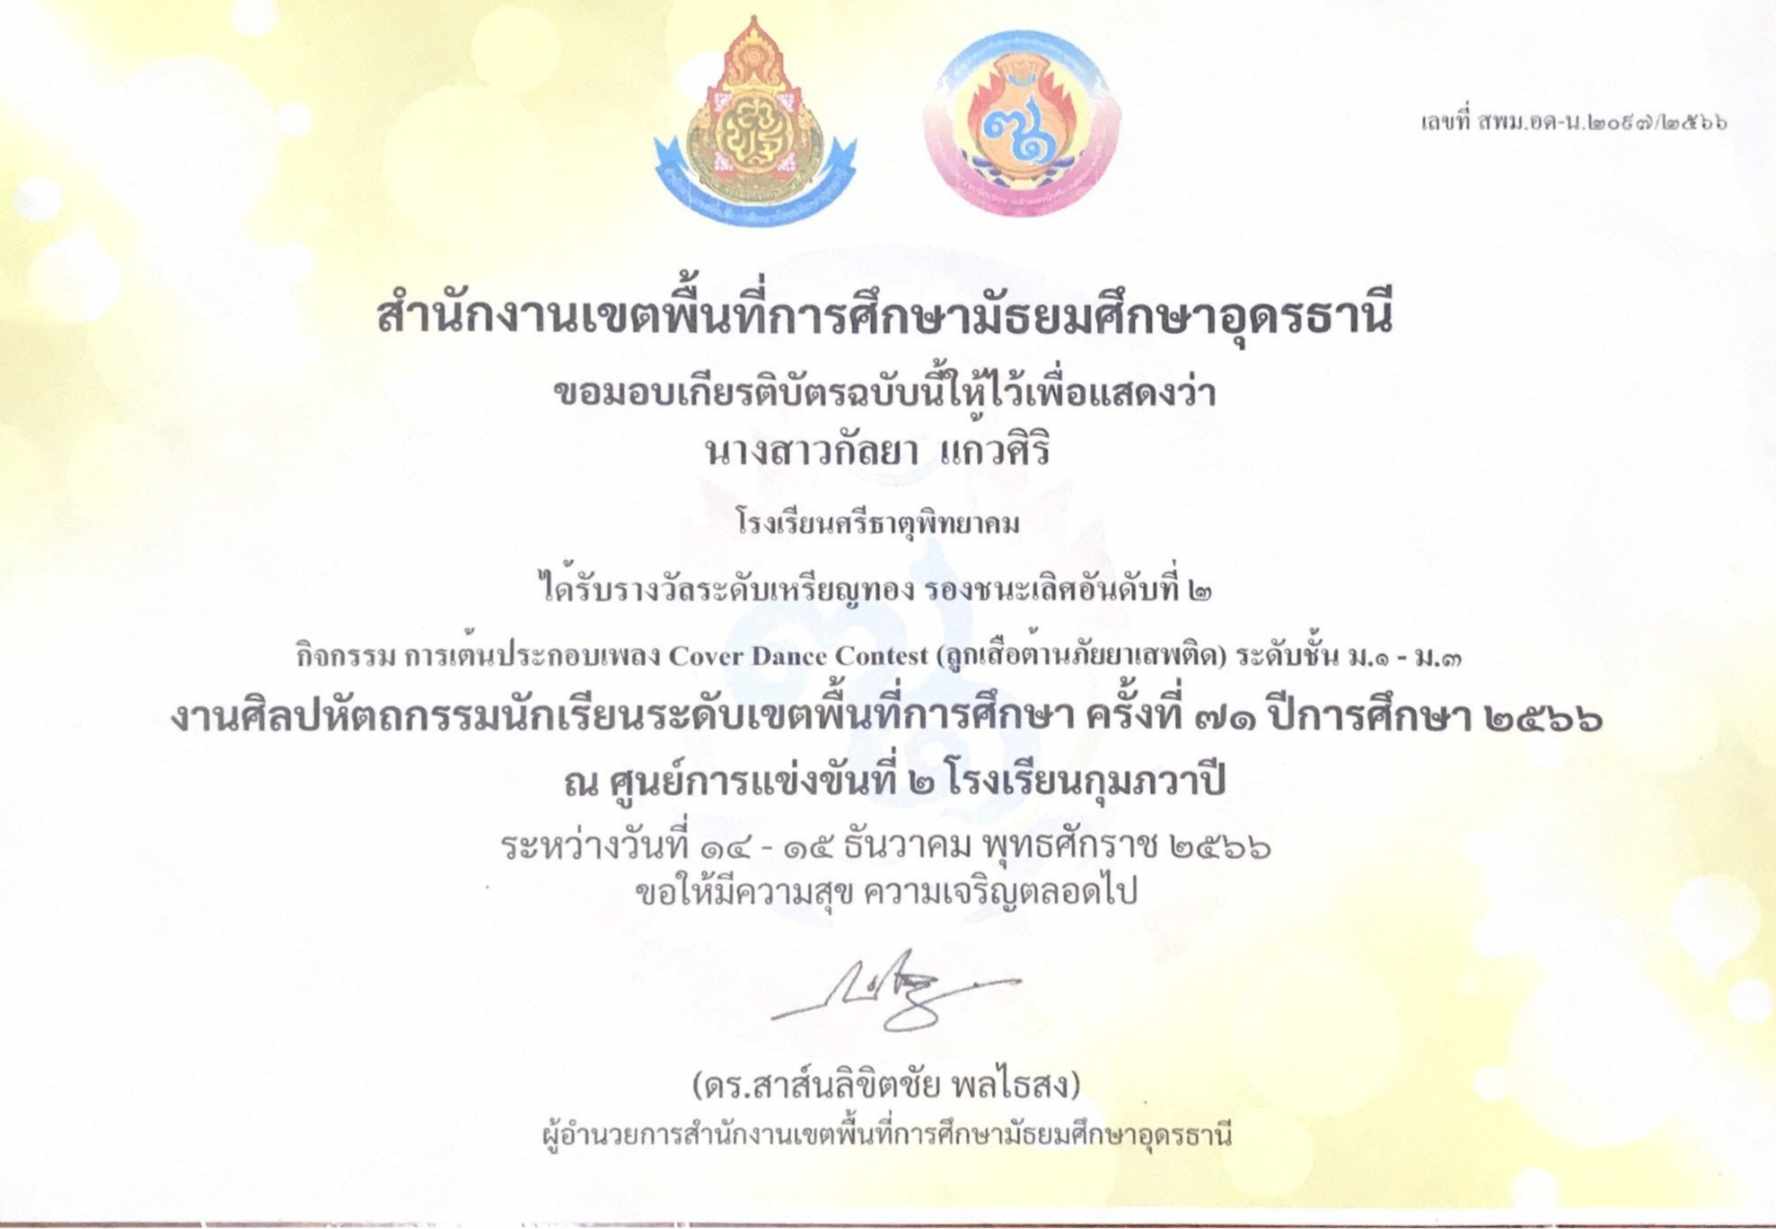 เลขที่ สพม.อด-น.๒๐๙๗/๒๕๖๖
สำนักงานเขตพื้นที่การศึกษามัธยมศึกษาอุดรธานี
ขอมอบเกียรติบัตรฉบับนี้ให้ไว้เพื่อแสดงว่า
นางสาวกัลยา แก้วศิริ
โรงเรียนศรีธาตุพิทยาคม
ได้รับรางวัลระดับเหรียญทอง รองชนะเลิศอันดับที่ ๒
กิจกรรม การเต้นประกอบเพลง Cover Dance Contest (ลูกเสือต้านภัยยาเสพติด) ระดับชั้น ม.๑ - ม.๓
งานศิลปหัตถกรรมนักเรียนระดับเขตพื้นที่การศึกษา ครั้งที่ ๗๑ ปีการศึกษา ๒๕๖๖
ณ ศูนย์การแข่งขันที่ ๒ โรงเรียนกุมภวาปี
ระหว่างวันที่ ๑๔ - ๑๕ ธันวาคม พุทธศักราช ๒๕๖๖
ขอให้มีความสุข ความเจริญตลอดไป
(ดร.สาส์นลิขิตชัย พลไธสง)
ผู้อำนวยการสำนักงานเขตพื้นที่การศึกษามัธยมศึกษาอุดรธานี